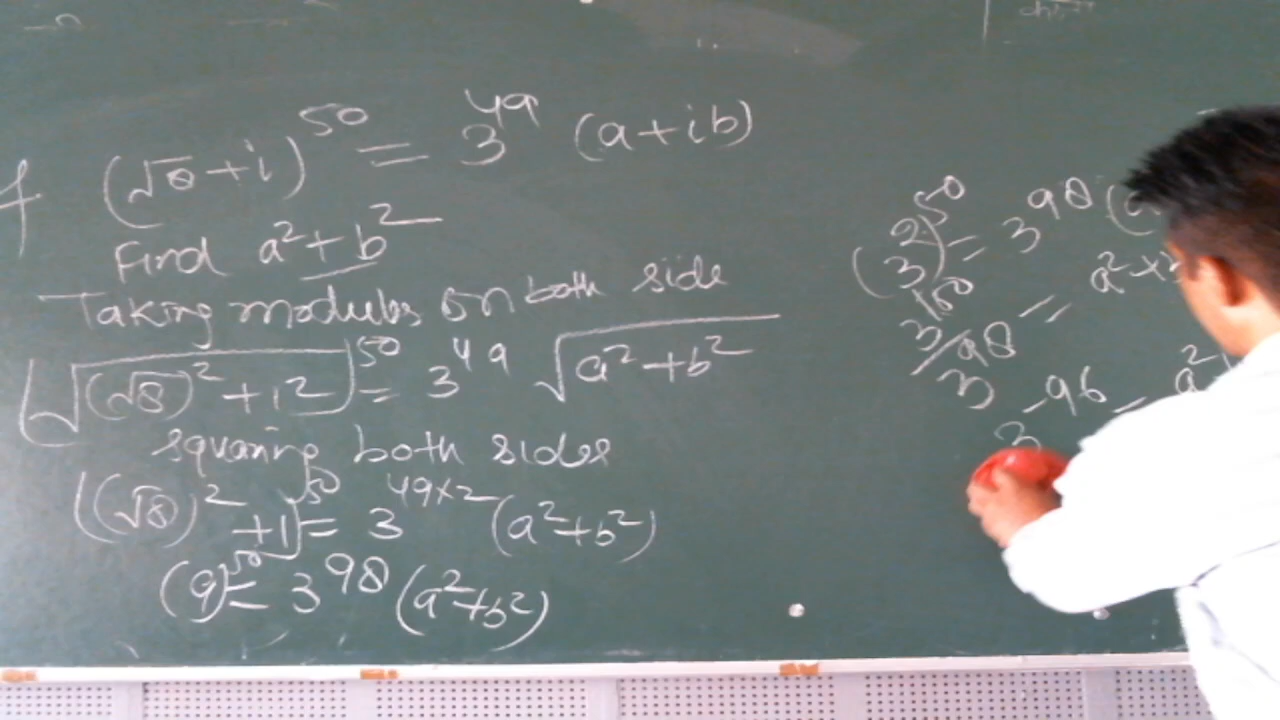 (√8+i)^50 = 3^49 (a+ib)
Find a²+b²
Taking modulus on both side
(√((√8)²+1²))^50 = 3^49 √(a²+b²)
squaring both sides
((√8)²+1)^50 = 3^49×2 (a²+b²)
(9)^50 = 3^98 (a²+b²)
(3²)^50 = 3^98 (a
3^100/3^98 = a²+